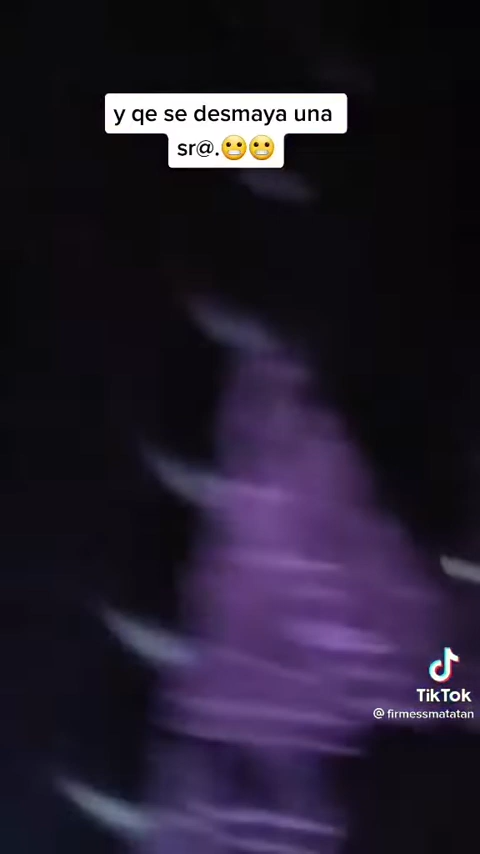 y qe se desmaya una
sr@.😬😬
TikTok
@firmessmatatan